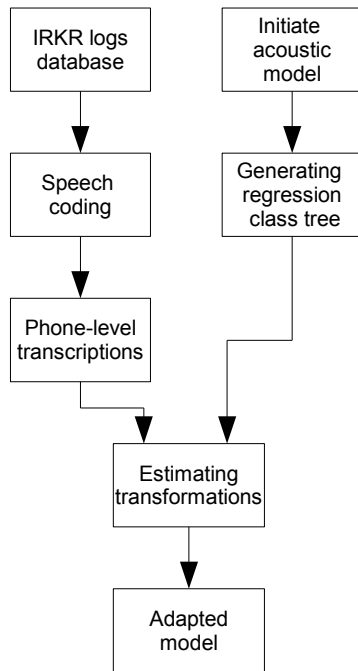 IRKR logs
database
Initiate
acoustic
model
Speech
coding
Generating
regression
class tree
Phone-level
transcriptions
Estimating
transformations
Adapted
model